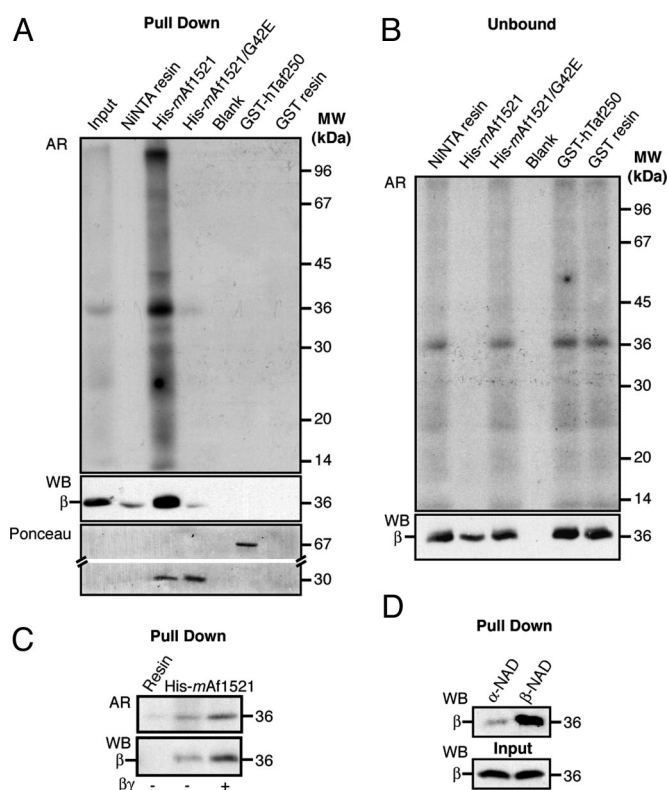 A
Pull Down
Input
NiNTA resin
His-mAf1521
His-mAf1521/G42E
Blank
GST-hTaf250
GST resin
MW
(kDa)
AR
96
67
45
36
30
20
14
WB
β
36
Ponceau
67
30
B
Unbound
NiNTA resin
His-mAf1521
His-mAf1521/G42E
Blank
GST-hTaf250
GST resin
MW
(kDa)
AR
96
67
45
36
30
20
14
WB
β
36
C
Pull Down
Resin
His-mAf1521
AR
36
WB
β
36
βγ - - +
D
Pull Down
α-NAD
β-NAD
WB
β
36
WB
Input
β
36